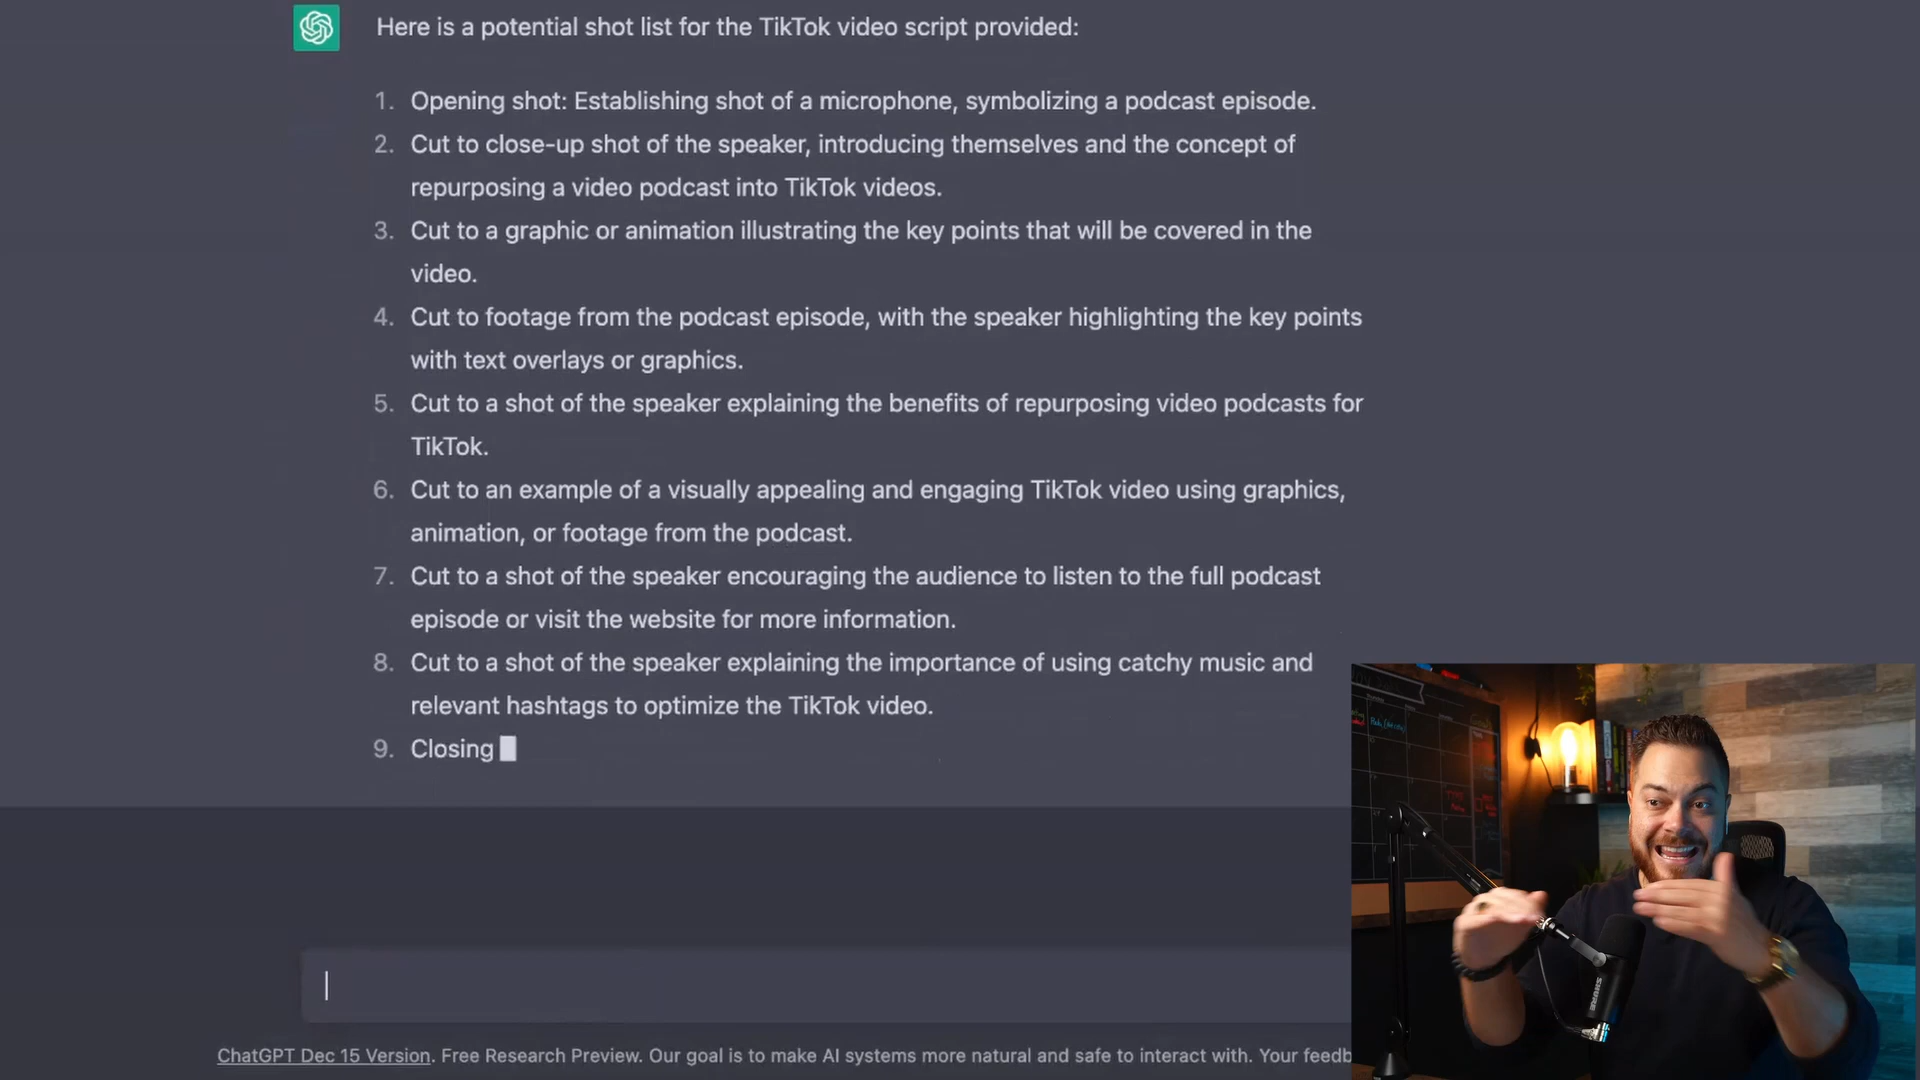 Here is a potential shot list for the TikTok video script provided:
1. Opening shot: Establishing shot of a microphone, symbolizing a podcast episode.
2. Cut to close-up shot of the speaker, introducing themselves and the concept of
repurposing a video podcast into TikTok videos.
3. Cut to a graphic or animation illustrating the key points that will be covered in the
video.
4. Cut to footage from the podcast episode, with the speaker highlighting the key points
with text overlays or graphics.
5. Cut to a shot of the speaker explaining the benefits of repurposing video podcasts for
TikTok.
6. Cut to an example of a visually appealing and engaging TikTok video using graphics,
animation, or footage from the podcast.
7. Cut to a shot of the speaker encouraging the audience to listen to the full podcast
episode or visit the website for more information.
8. Cut to a shot of the speaker explaining the importance of using catchy music and
relevant hashtags to optimize the TikTok video.
9. Closing
SHURE
ChatGPT Dec 15 Version. Free Research Preview. Our goal is to make AI systems more natural and safe to interact with. Your feedb